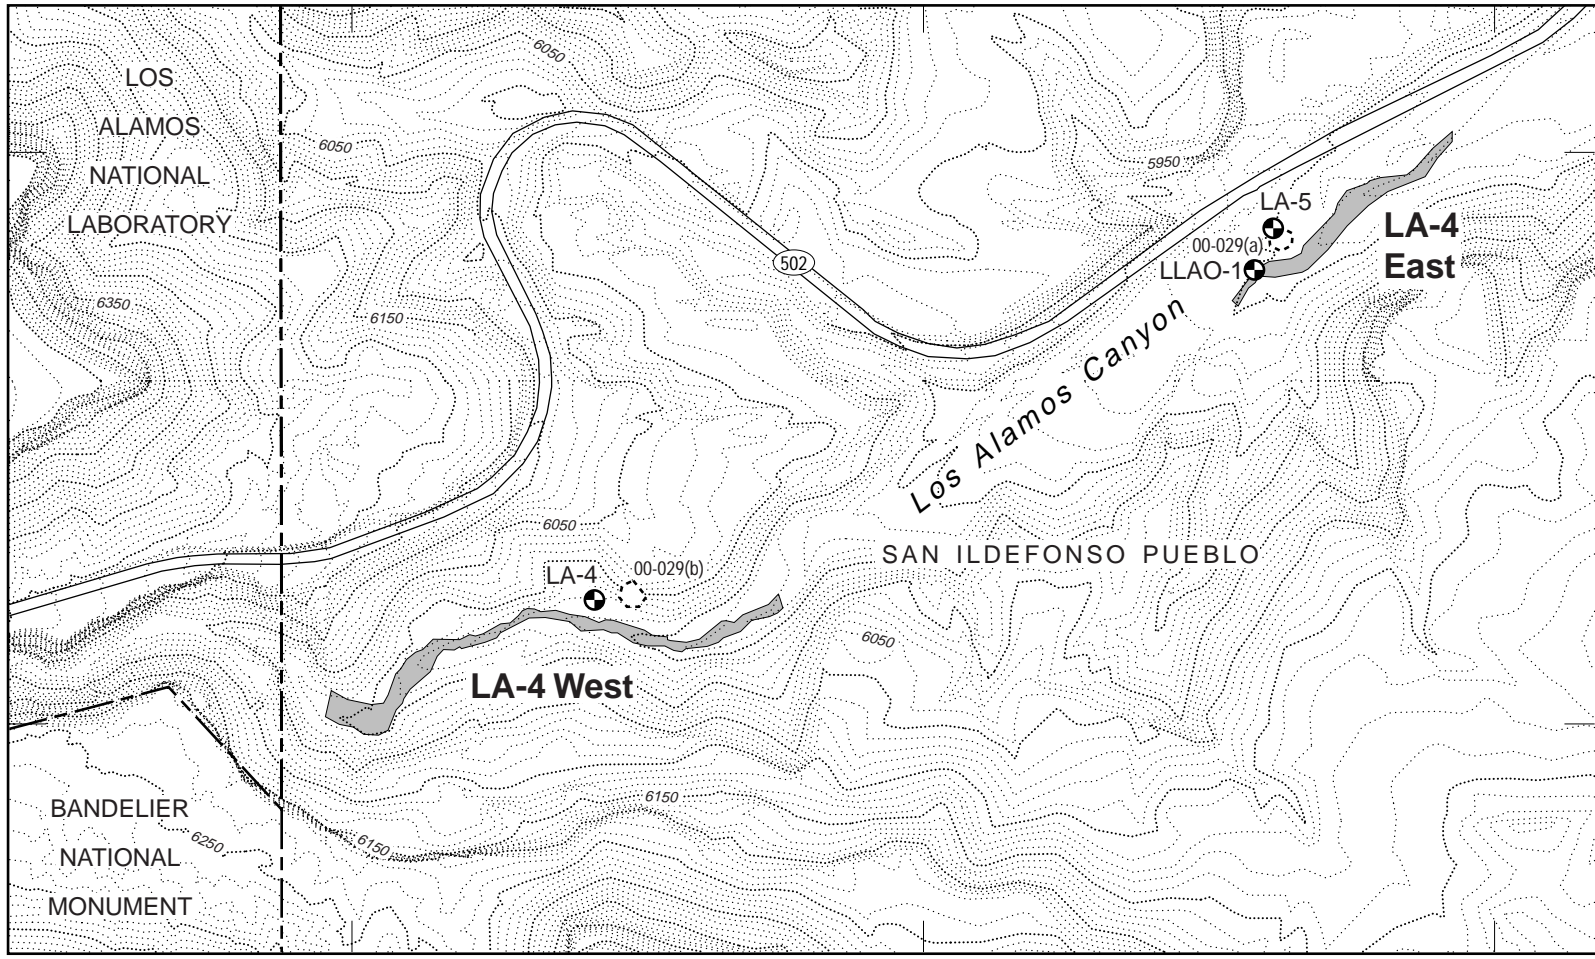 LOS
ALAMOS
NATIONAL
LABORATORY
6050
6050
5950
LA-5
00-029(a)
LLAO-1
LA-4
East
502
6350
6150
Los Alamos Canyon
6050
SAN ILDEFONSO PUEBLO
LA-4
00-029(b)
6050
LA-4 West
BANDELIER
NATIONAL
MONUMENT
6250
6150
6150